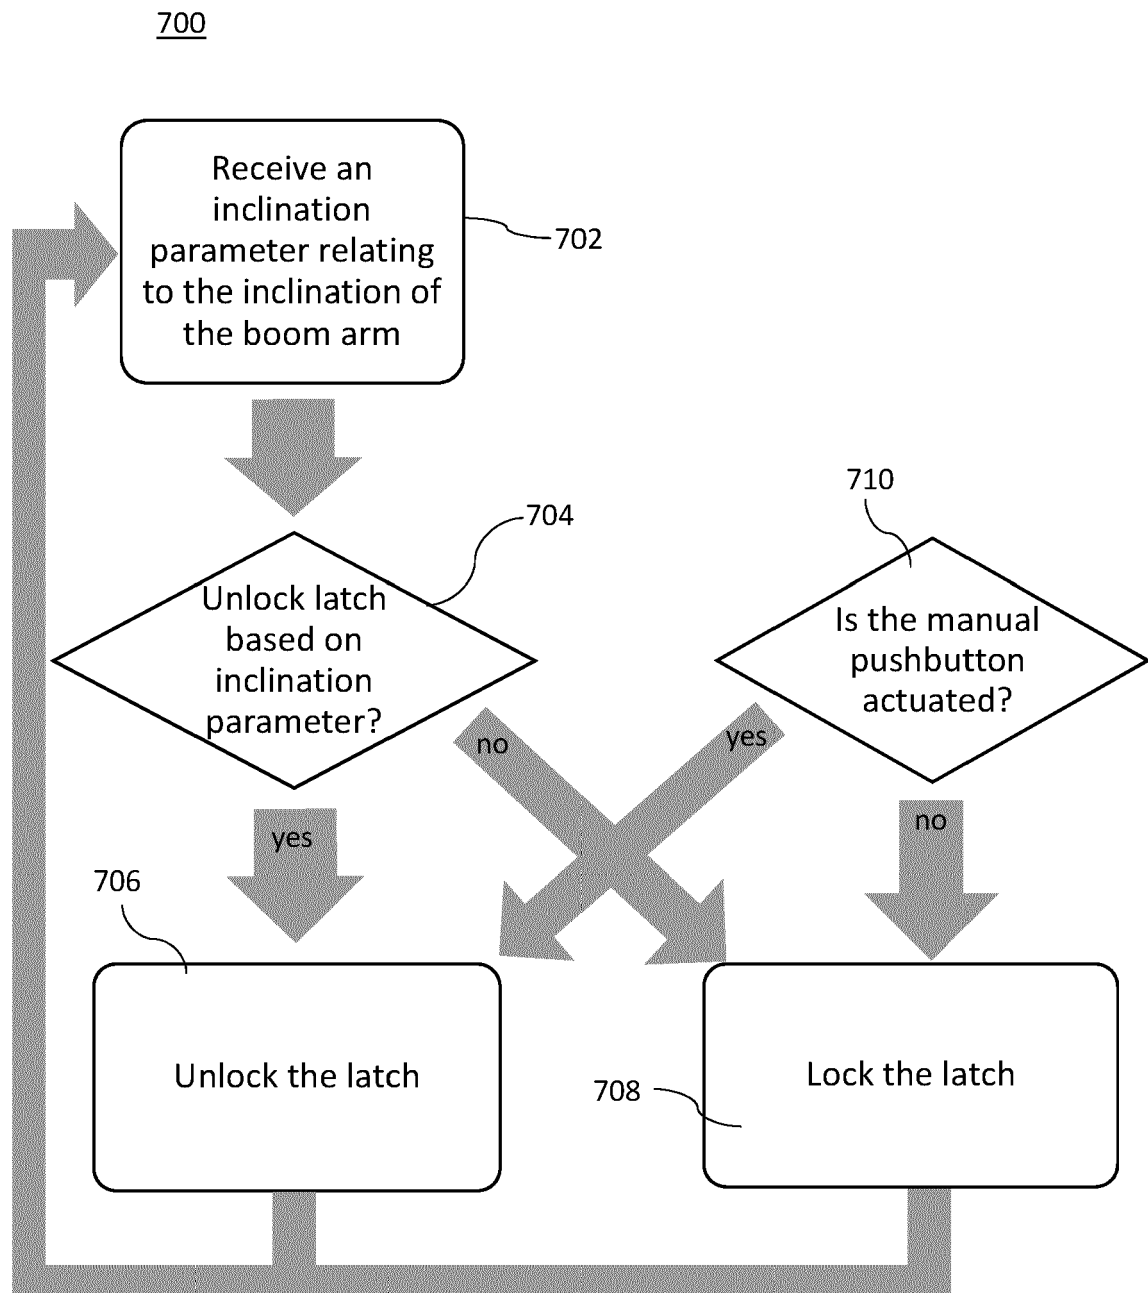 700
Receive an
inclination
parameter relating
to the inclination of
the boom arm
702
704
Unlock latch
based on
inclination
parameter?
710
Is the manual
pushbutton
actuated?
no
yes
yes
no
706
Unlock the latch
708
Lock the latch